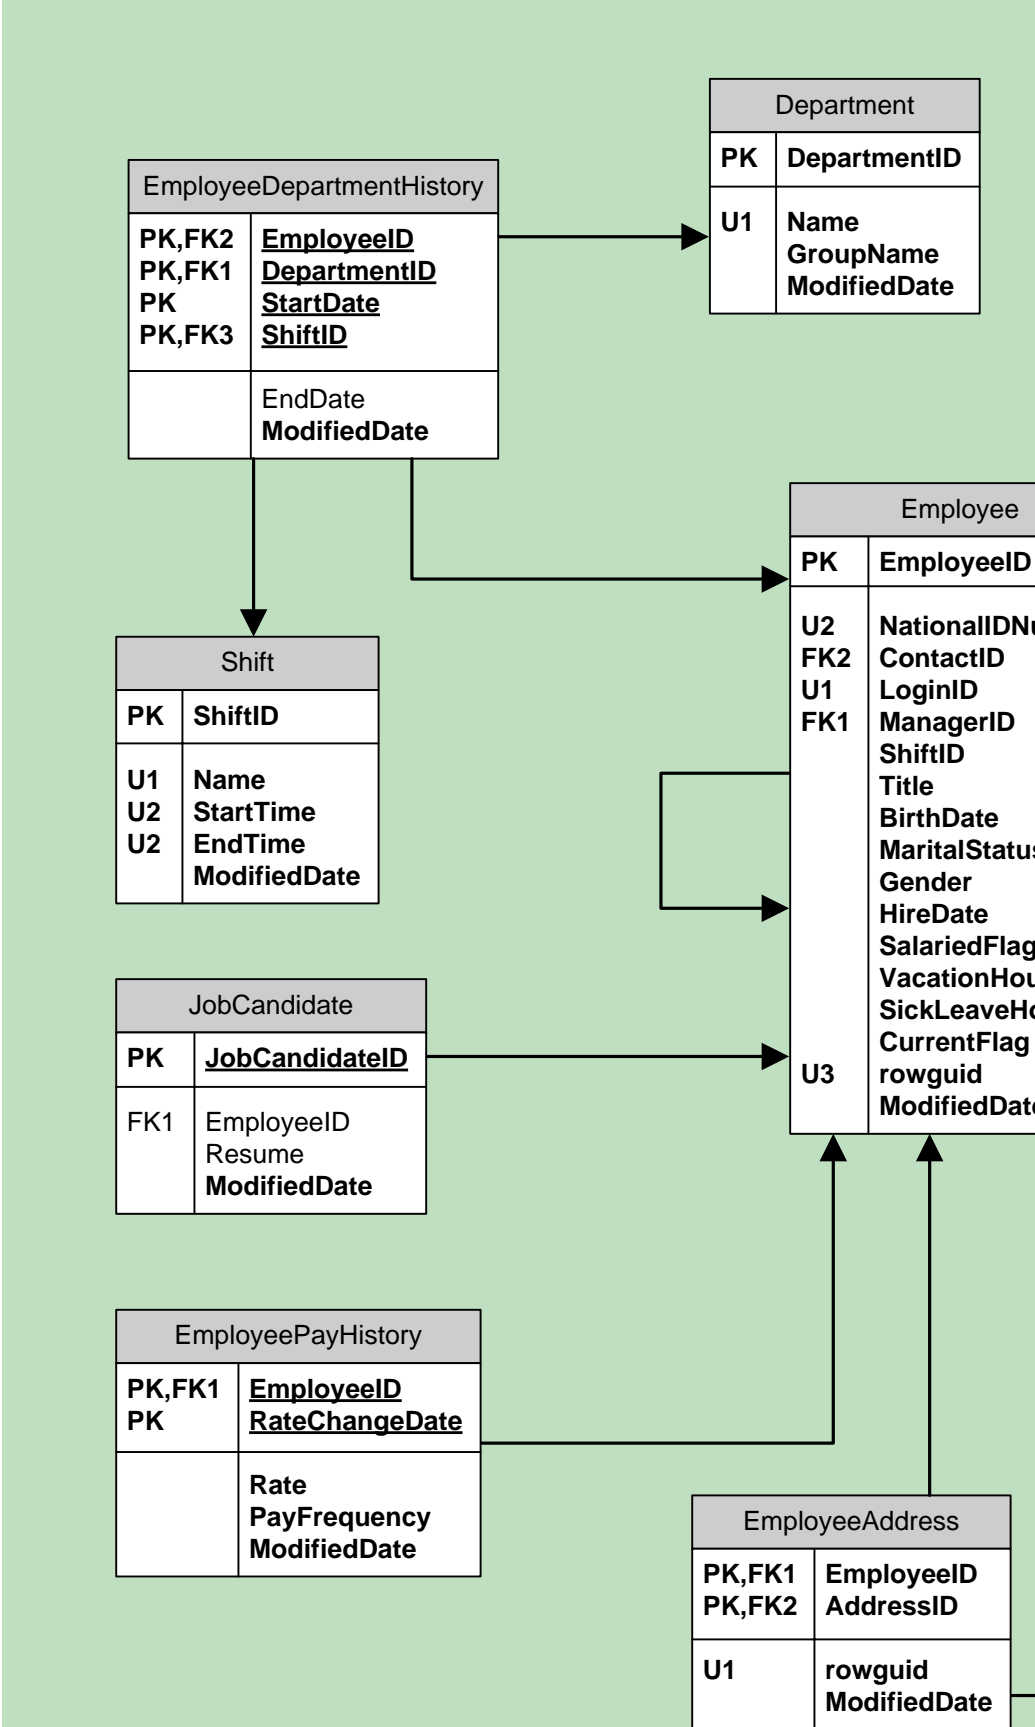 Department
PK DepartmentID
U1 Name
GroupName
ModifiedDate
EmployeeDepartmentHistory
PK,FK2 EmployeeID
PK,FK1 DepartmentID
PK StartDate
PK,FK3 ShiftID
EndDate
ModifiedDate
Employee
PK EmployeeID
U2
FK2 ContactID
U1 LoginID
FK1 ManagerID
ShiftID
Title
BirthDate
MaritalStatus
Gender
HireDate
SalariedFlag
CurrentFlag
U3 rowguid
ModifiedDate
Shift
PK ShiftID
U1 Name
U2 StartTime
U2 EndTime
ModifiedDate
JobCandidate
PK JobCandidateID
FK1 EmployeeID
Resume
ModifiedDate
EmployeePayHistory
PK,FK1 EmployeeID
PK RateChangeDate
Rate
PayFrequency
ModifiedDate
EmployeeAddress
PK,FK1 EmployeeID
PK,FK2 AddressID
U1 rowguid
ModifiedDate